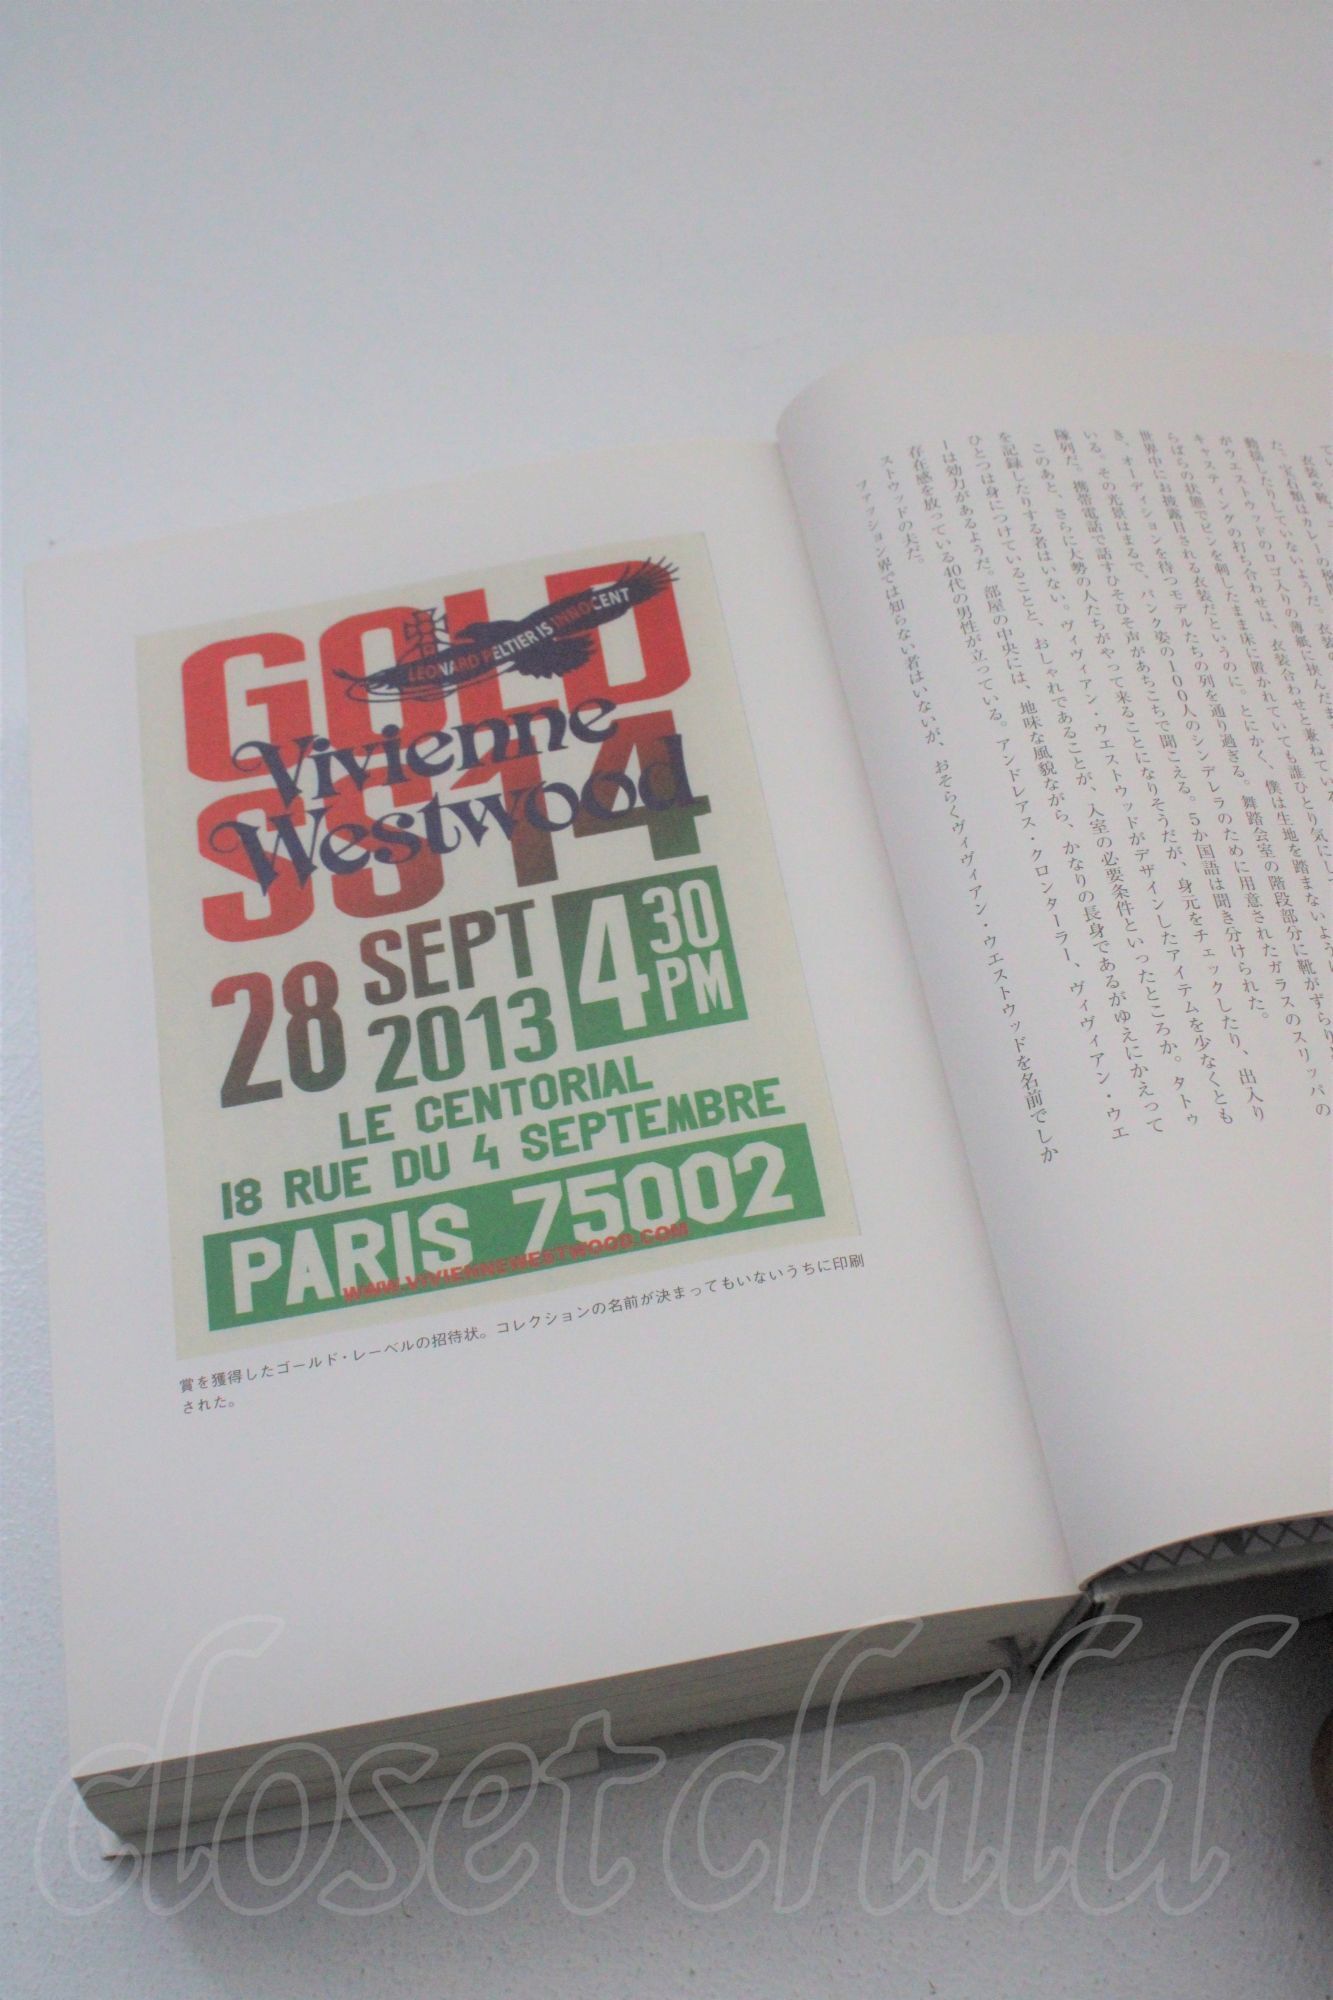 GOLD
LEONARD PELTIER IS INNOCENT
Vivienne
Westwood
SS14
28 SEPT 2013 4 30 PM
LE CENTORIAL
18 RUE DU 4 SEPTEMBRE
PARIS 75002
WWW.VIVIENNEWESTWOOD.COM
賞を獲得したゴールド・レーベルの招待状。コレクションの名前が決まってもいないうちに印刷
された。
動揺したりしていないようだ。衣装の
がウエストウッドのロゴ入りの薄紙に挟んだま
キャスティングの打ち合わせは、衣装合わせと兼ねている
らばらの状態でピンを刺したまま床に置かれていても誰ひとり気にし
世界中にお披露目される衣装だというのに。とにかく、僕は生地を踏まないように
き、オーディションを待つモデルたちの列を通り過ぎる。舞踏会室の階段部分に靴がずらり
いる。その光景はまるで、パンク姿の100人のシンデレラのために用意されたガラスのスリッパの
隊列だ。携帯電話で話すひそひそ声があちこちで聞こえる。5か国語は聞き分けられた。
このあと、さらに大勢の人たちがやって来ることになりそうだが、身元をチェックしたり、出入り
を記録したりする者はいない。ヴィヴィアン・ウエストウッドがデザインしたアイテムを少なくとも
ひとつは身につけていることと、おしゃれであることが、入室の必要条件といったところか。タトゥ
ーは効力があるようだ。部屋の中央には、地味な風貌ながら、かなりの長身であるがゆえにかえって
存在感を放っている40代の男性が立っている。アンドレアス・クロンターラー、ヴィヴィアン・ウエ
ストウッドの夫だ。
ファッション界では知らない者はいないが、おそらくヴィヴィアン・ウエストウッドを名前でしか
closet child